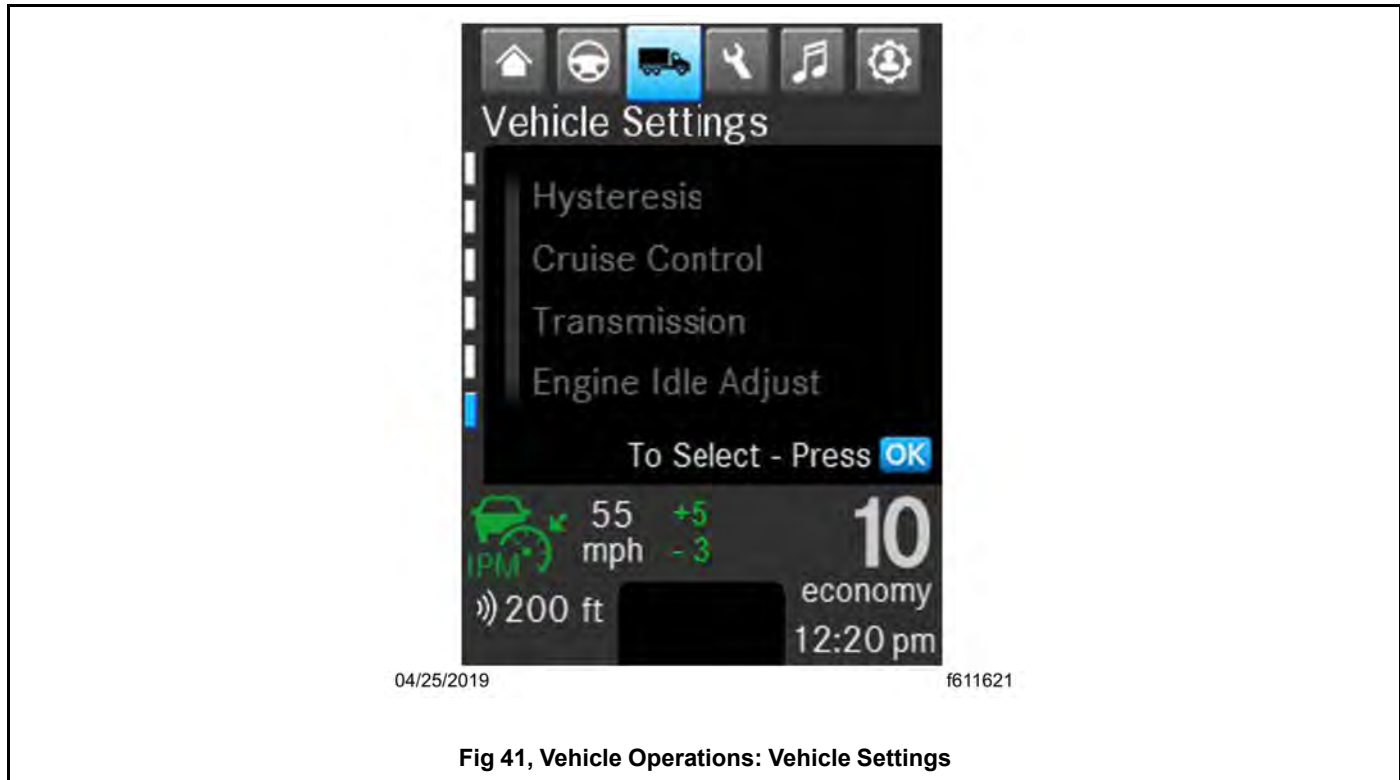 Vehicle Settings
Hysteresis
Cruise Control
Transmission
Engine Idle Adjust
To Select - Press OK
55 +5
mph - 3
10
IPM
economy
200 ft
12:20 pm
04/25/2019 f611621
Fig 41, Vehicle Operations: Vehicle Settings